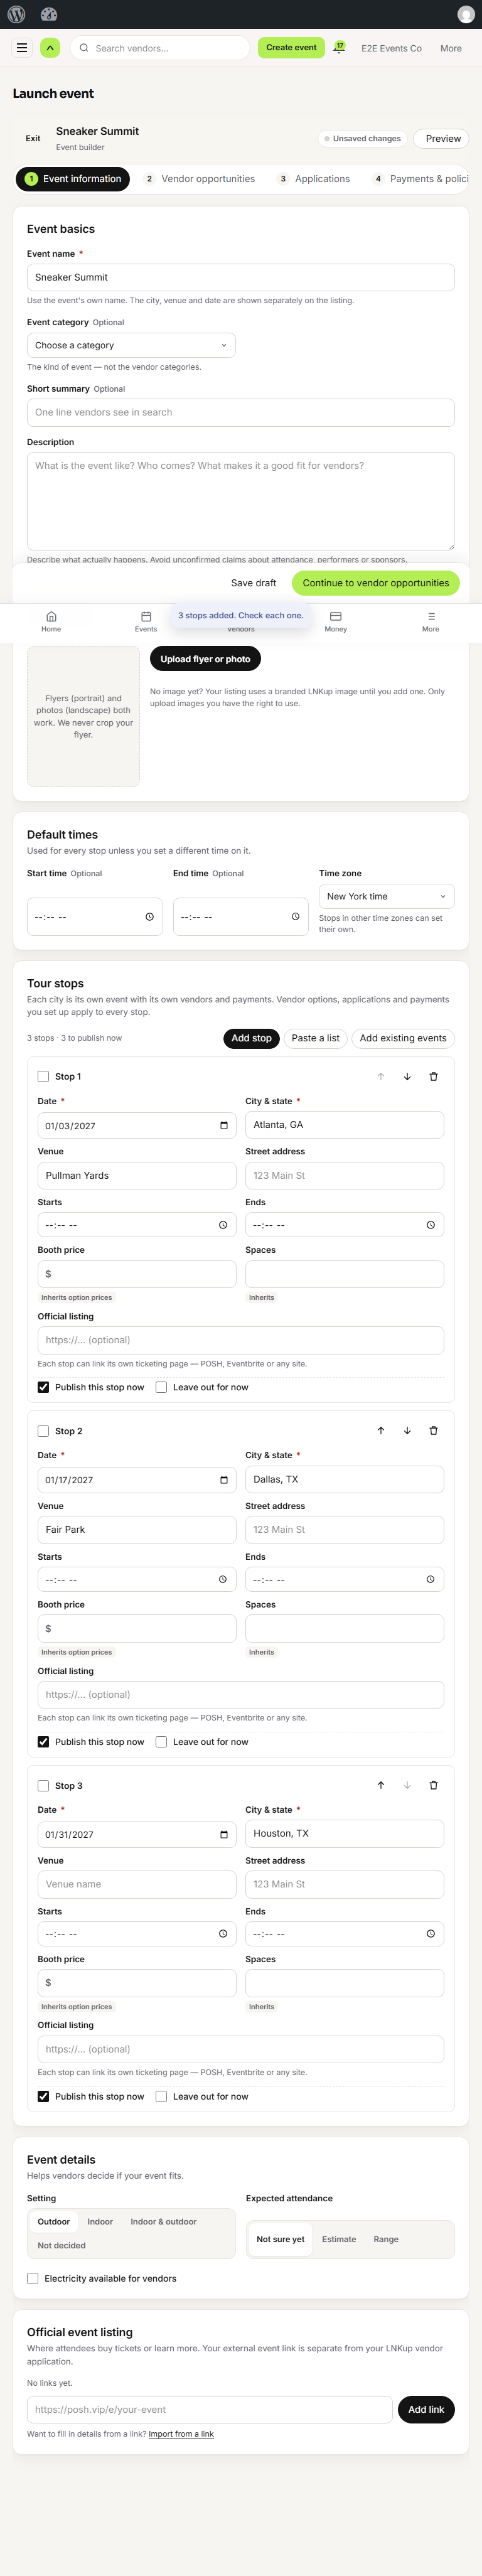 Search vendors...
Create event
17
E2E Events Co
More
Launch event
Exit
Sneaker Summit
Event builder
Unsaved changes
Preview
1 Event information
2 Vendor opportunities
3 Applications
4 Payments & polici
Event basics
Event name *
Sneaker Summit
Use the event's own name. The city, venue and date are shown separately on the listing.
Event category Optional
Choose a category
The kind of event — not the vendor categories.
Short summary Optional
One line vendors see in search
Description
What is the event like? Who comes? What makes it a good fit for vendors?
Describe what actually happens. Avoid unconfirmed claims about attendance, performers or sponsors.
Save draft
Continue to vendor opportunities
3 stops added. Check each one.
Home
Events
Vendors
Money
More
Flyers (portrait) and
photos (landscape) both
work. We never crop your
flyer.
Upload flyer or photo
No image yet? Your listing uses a branded LNKup image until you add one. Only
upload images you have the right to use.
Default times
Used for every stop unless you set a different time on it.
Start time Optional
End time Optional
Time zone
--:-- --
--:-- --
New York time
Stops in other time zones can set
their own.
Tour stops
Each city is its own event with its own vendors and payments. Vendor options, applications and payments
you set up apply to every stop.
3 stops · 3 to publish now
Add stop
Paste a list
Add existing events
Stop 1
Date *
City & state *
01/03/2027
Atlanta, GA
Venue
Street address
Pullman Yards
123 Main St
Starts
Ends
--:-- --
--:-- --
Booth price
Spaces
$
Inherits option prices
Inherits
Official listing
https://... (optional)
Each stop can link its own ticketing page — POSH, Eventbrite or any site.
Publish this stop now
Leave out for now
Stop 2
Date *
City & state *
01/17/2027
Dallas, TX
Venue
Street address
Fair Park
123 Main St
Starts
Ends
--:-- --
--:-- --
Booth price
Spaces
$
Inherits option prices
Inherits
Official listing
https://... (optional)
Each stop can link its own ticketing page — POSH, Eventbrite or any site.
Publish this stop now
Leave out for now
Stop 3
Date *
City & state *
01/31/2027
Houston, TX
Venue
Street address
Venue name
123 Main St
Starts
Ends
--:-- --
--:-- --
Booth price
Spaces
$
Inherits option prices
Inherits
Official listing
https://... (optional)
Each stop can link its own ticketing page — POSH, Eventbrite or any site.
Publish this stop now
Leave out for now
Event details
Helps vendors decide if your event fits.
Setting
Expected attendance
Outdoor
Indoor
Indoor & outdoor
Not decided
Not sure yet
Estimate
Range
Electricity available for vendors
Official event listing
Where attendees buy tickets or learn more. Your external event link is separate from your LNKup vendor
application.
No links yet.
https://posh.vip/e/your-event
Add link
Want to fill in details from a link? Import from a link